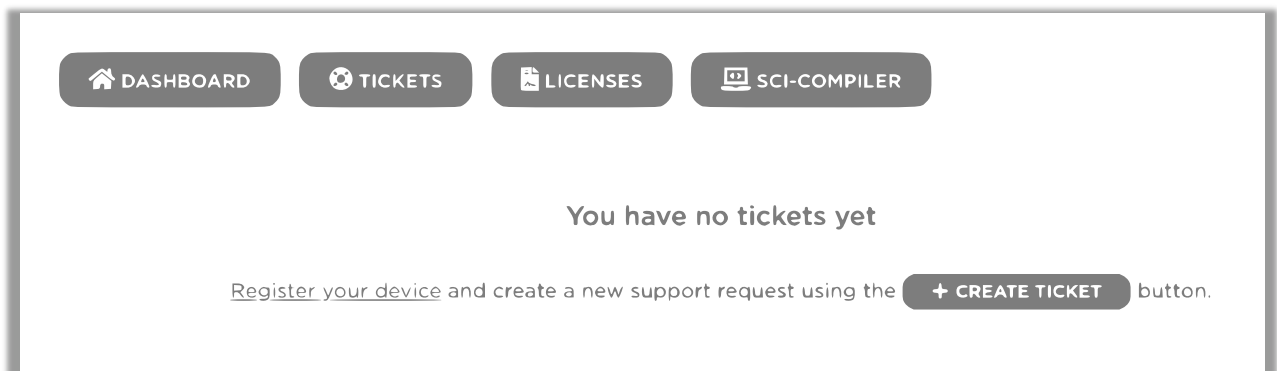 DASHBOARD TICKETS LICENSES SCI-COMPILER
You have no tickets yet
Register your device and create a new support request using the + CREATE TICKET button.